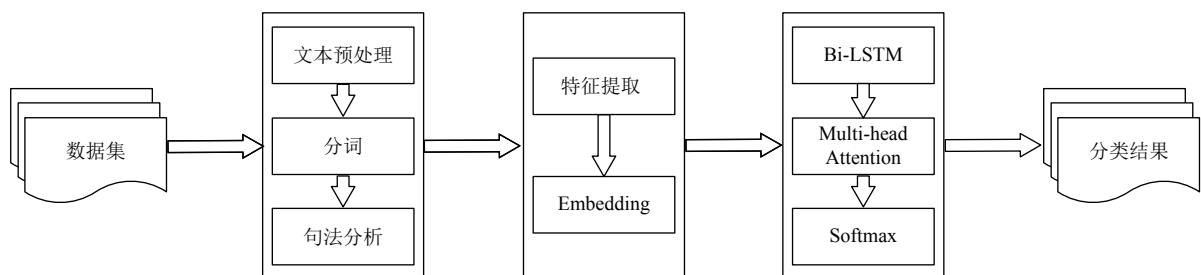 数据集
文本预处理
分词
句法分析
特征提取
Embedding
Bi-LSTM
Multi-head
Attention
Softmax
分类结果